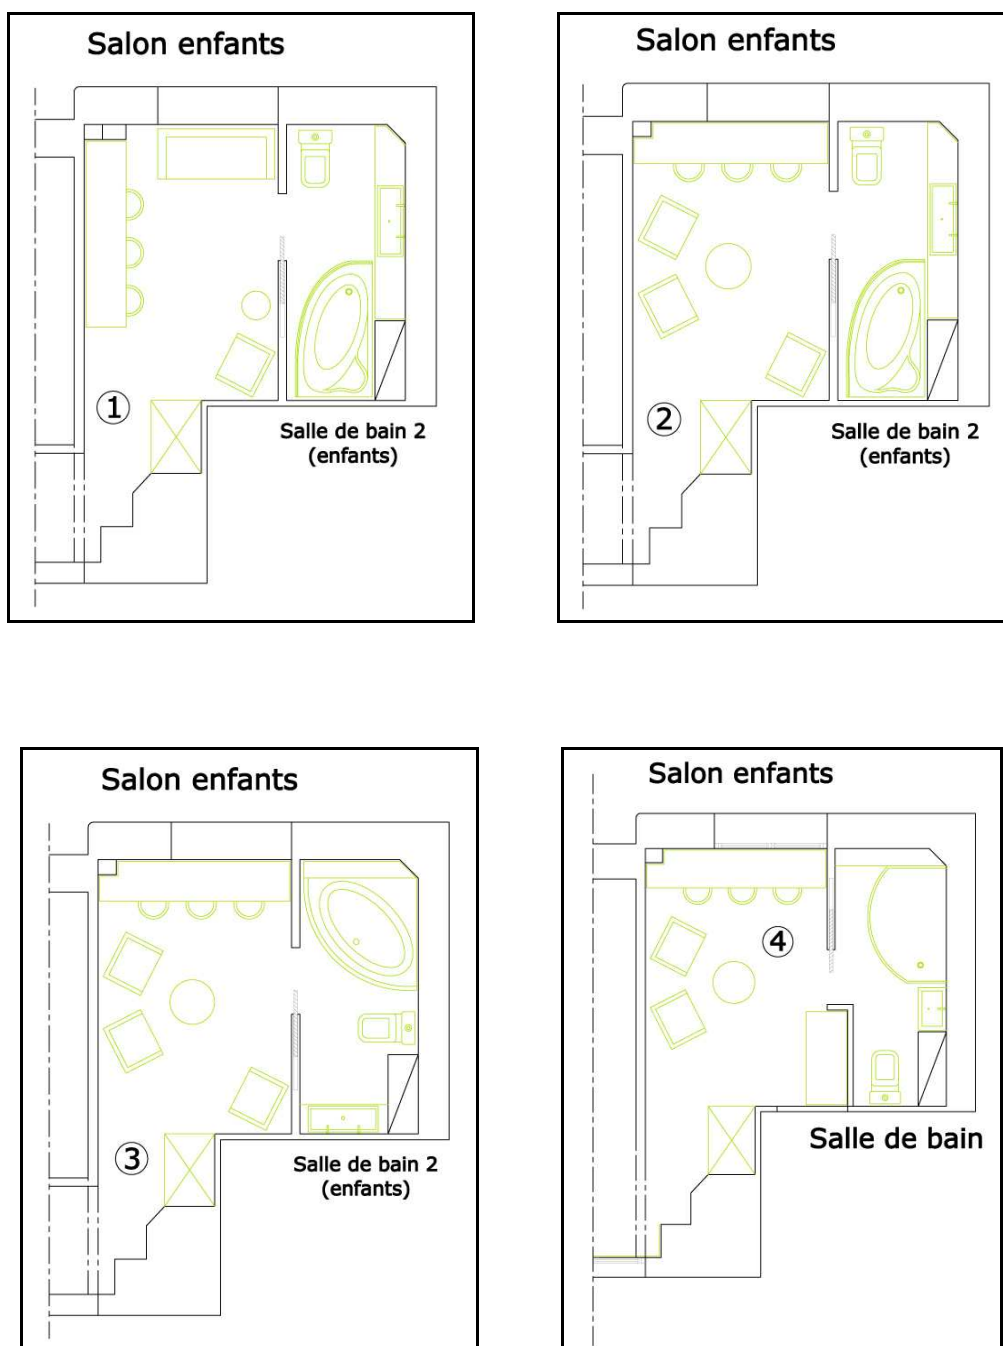 Salon enfants
1
Salle de bain 2
(enfants)
Salon enfants
2
Salle de bain 2
(enfants)
Salon enfants
3
Salle de bain 2
(enfants)
Salon enfants
4
Salle de bain